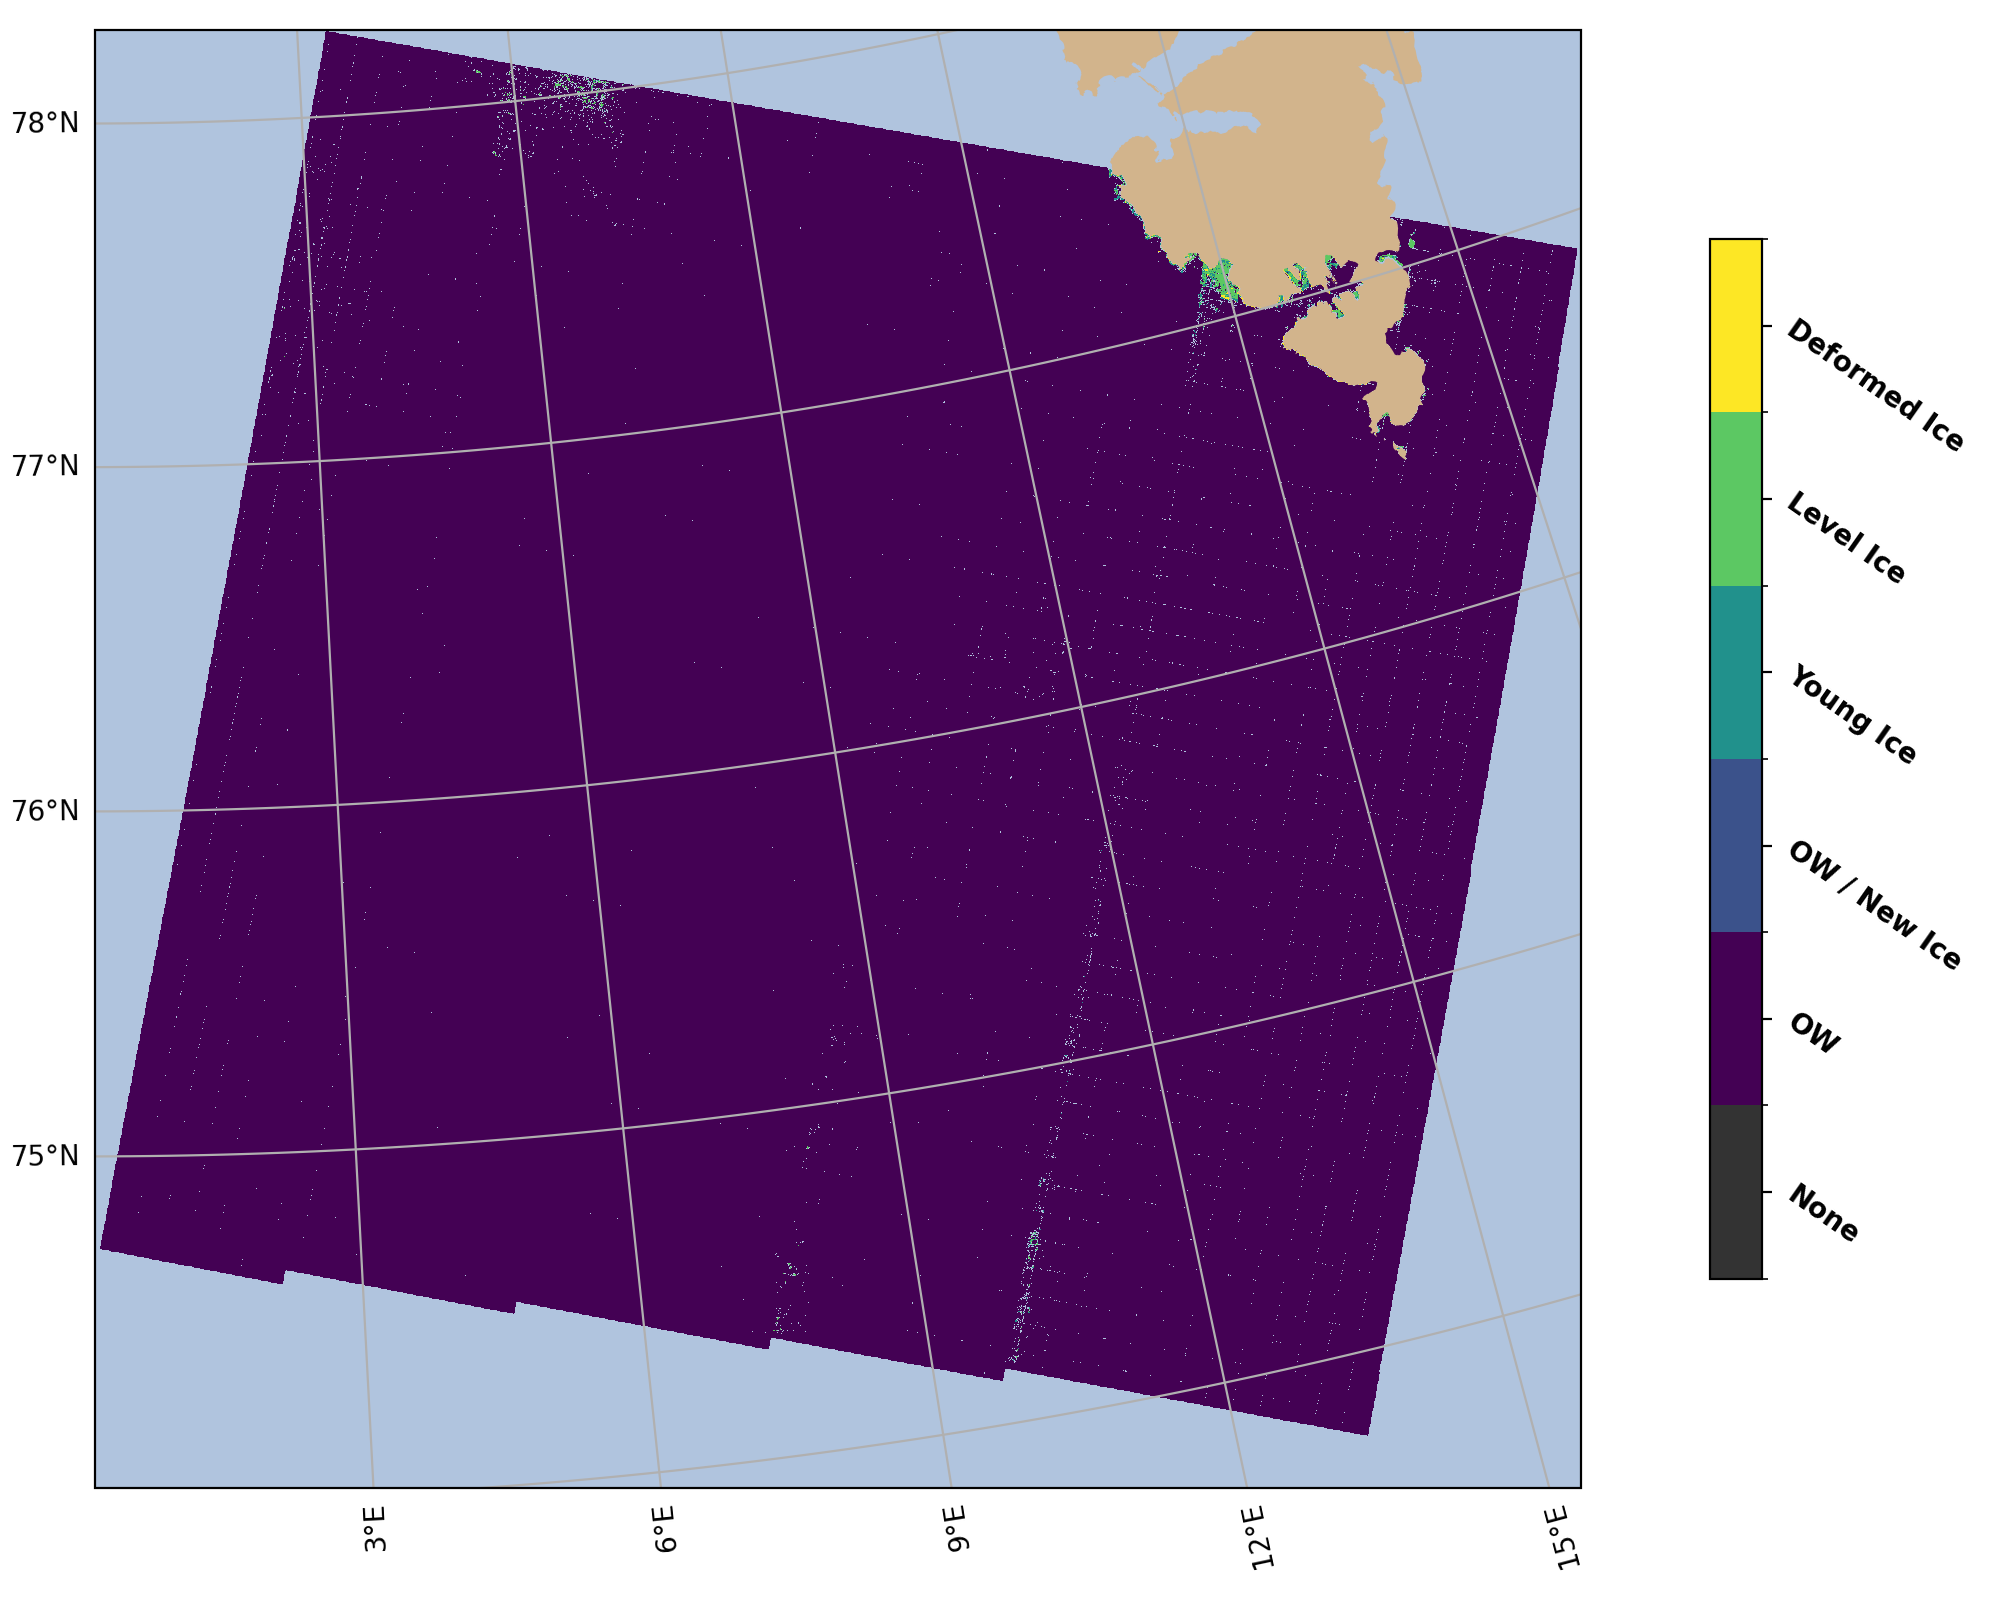 78°N
77°N
76°N
75°N
3°E
6°E
9°E
12°E
15°E
Deformed Ice
Level Ice
Young Ice
OW / New Ice
OW
None